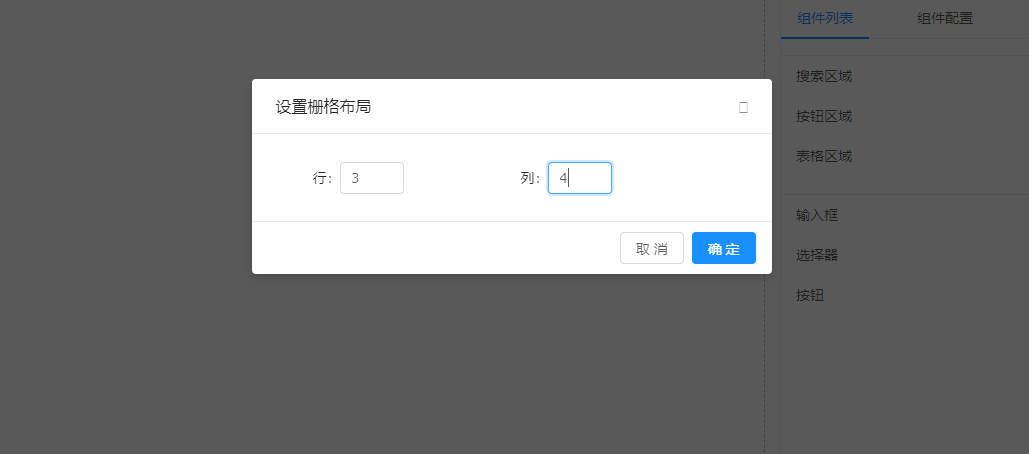 组件列表 组件配置
设置栅格布局
行: 3 列: 4
取 消 确 定
搜索区域
按钮区域
表格区域
输入框
选择器
按钮